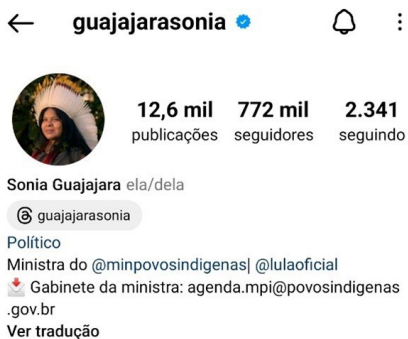 guajajarasonia
12,6 mil 772 mil 2.341
publicações seguidores seguindo
Sonia Guajajara ela/dela
guajajarasonia
Político
Ministra do @minpovosindigenas| @lulaoficial
📩 Gabinete da ministra: agenda.mpi@povosindigenas
.gov.br
Ver tradução